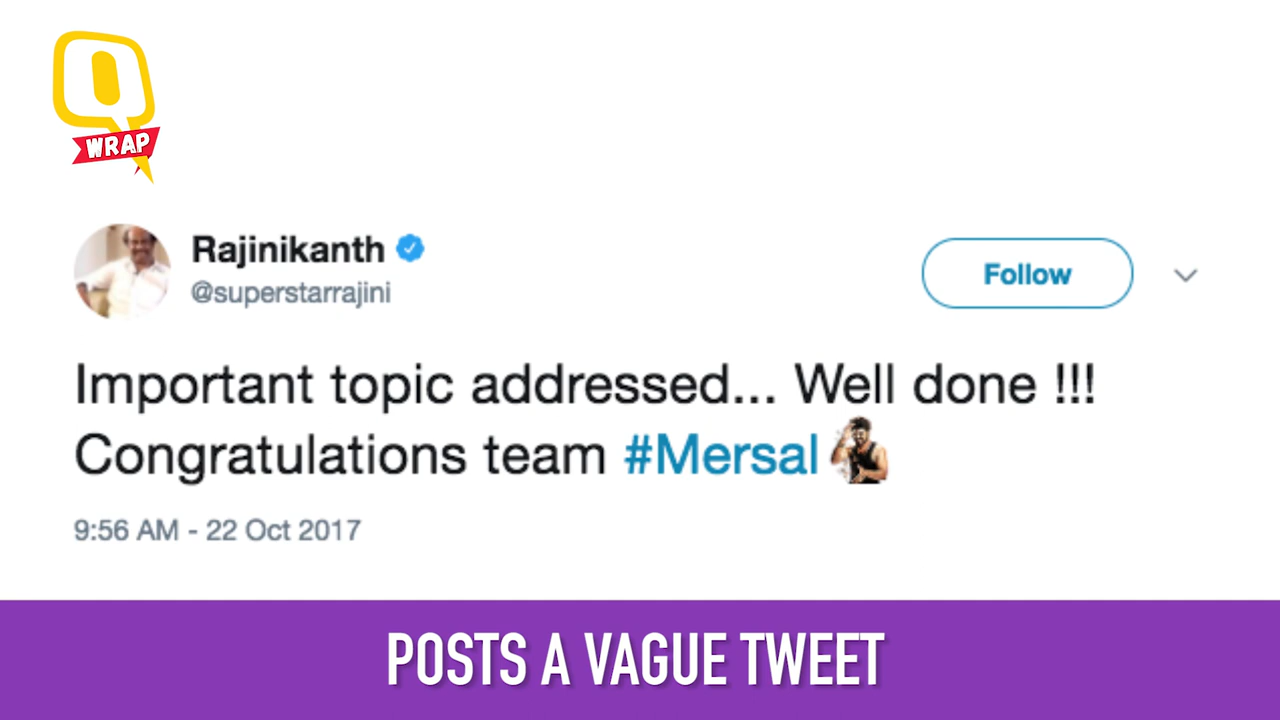 Q
WRAP
Rajinikanth
@superstarrajini
Follow
Important topic addressed... Well done !!!
Congratulations team #Mersal
9:56 AM - 22 Oct 2017
POSTS A VAGUE TWEET